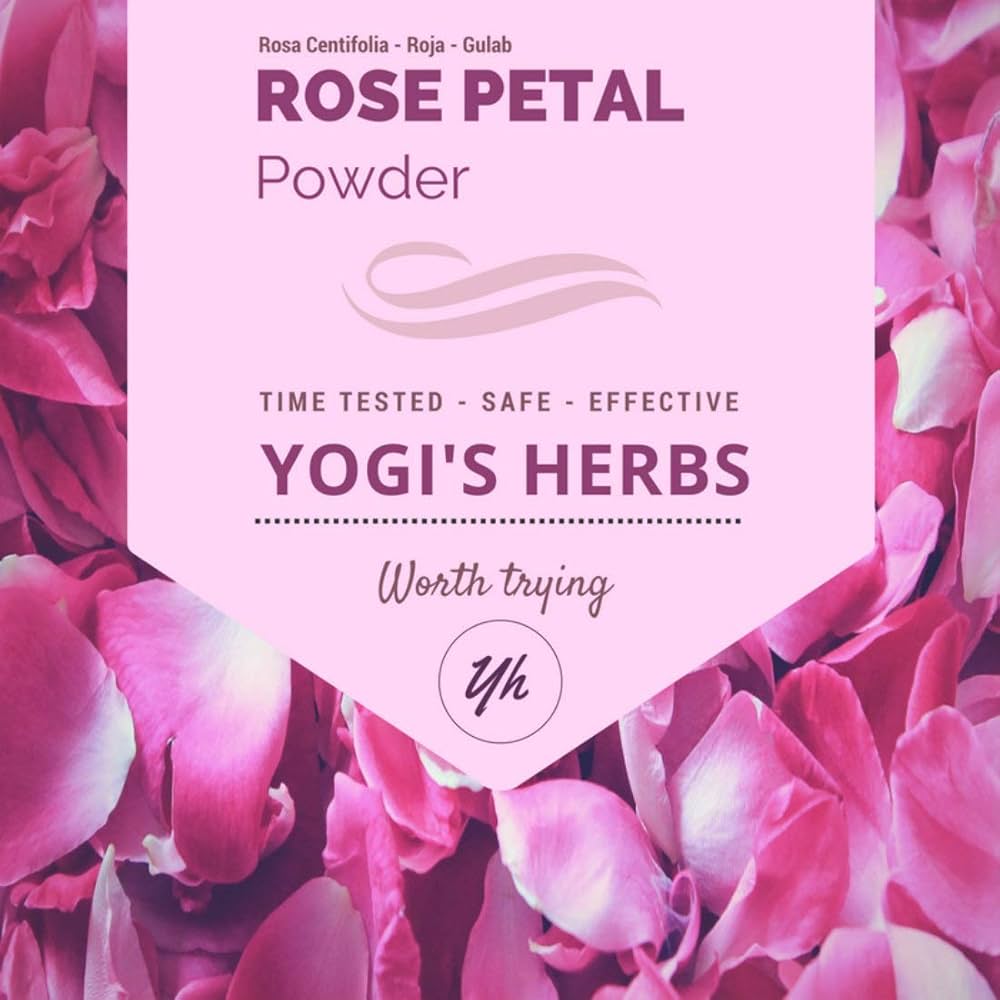 Rosa Centifolia - Roja - Gulab
ROSE PETAL
Powder
TIME TESTED - SAFE - EFFECTIVE
YOGI'S HERBS
Worth trying
Yh